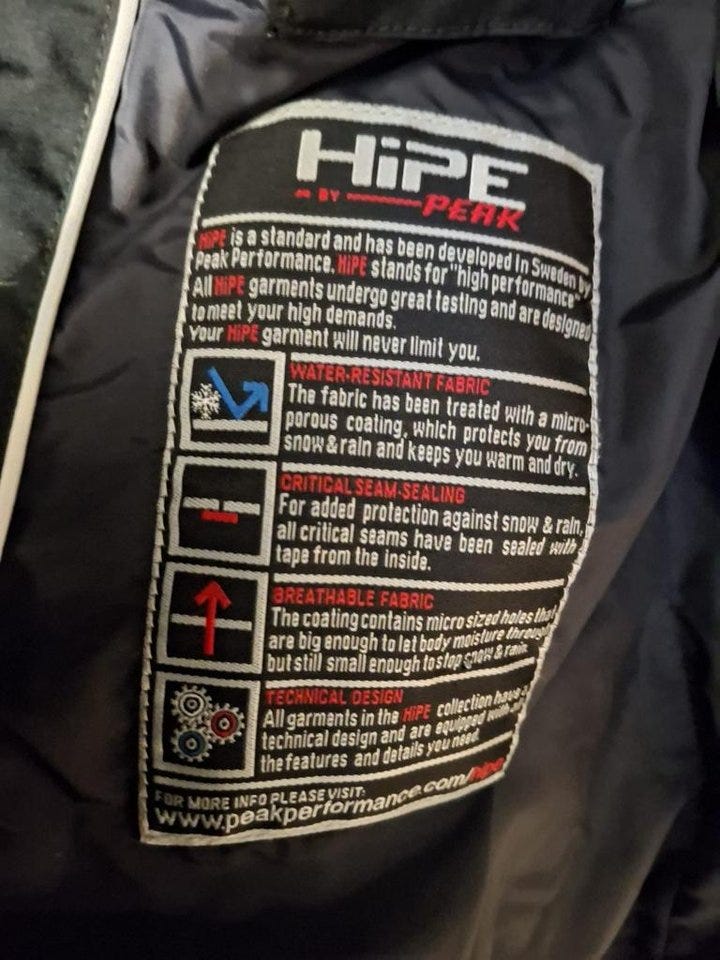 HiPE
BY PEAK
HiPE is a standard and has been developed in Sweden by
Peak Performance. HiPE stands for "high performance"
All HiPE garments undergo great testing and are designed
to meet your high demands.
Your HiPE garment will never limit you.
WATER-RESISTANT FABRIC
The fabric has been treated with a micro-
porous coating, which protects you from
snow & rain and keeps you warm and dry.
CRITICAL SEAM-SEALING
For added protection against snow & rain,
all critical seams have been sealed with
tape from the inside.
BREATHABLE FABRIC
The coating contains micro sized holes that
are big enough to let body moisture through
but still small enough to stop snow & rain.
TECHNICAL DESIGN
All garments in the HiPE collection have a
technical design and are equipped with all
the features and details you need.
FOR MORE INFO PLEASE VISIT:
www.peakperformance.com/hipe